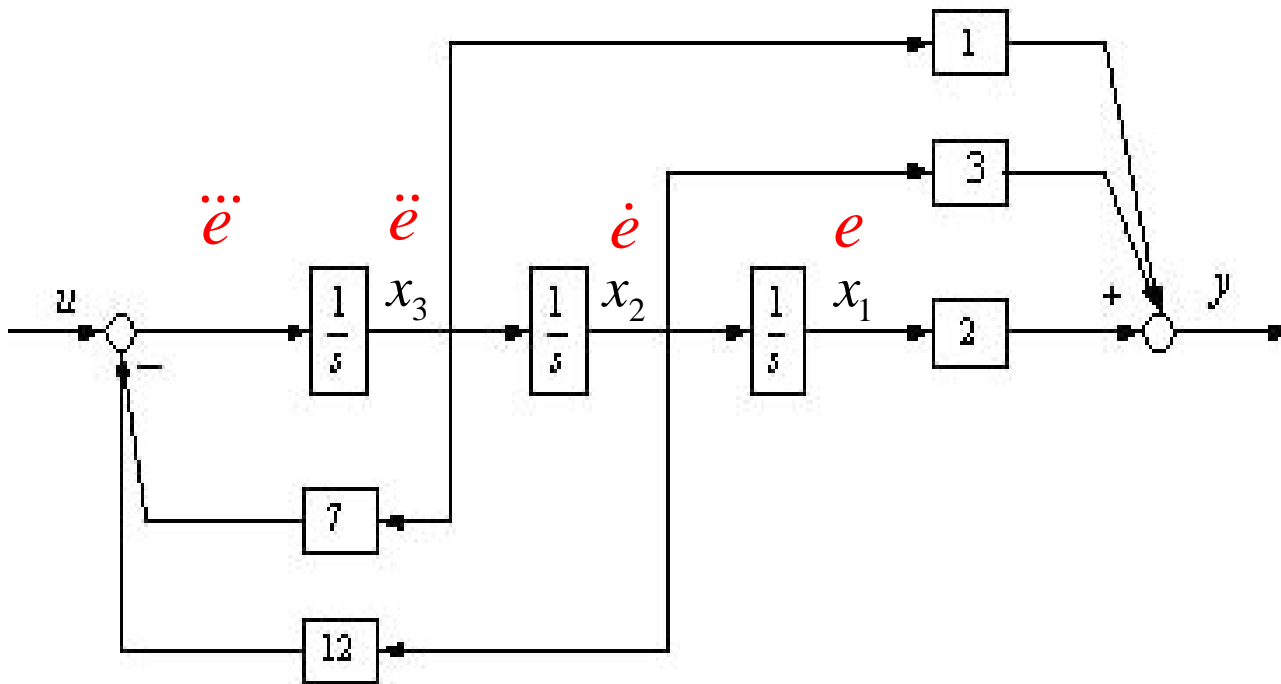 1
3
⃛e ë ė e
u 1/s x₃ 1/s x₂ 1/s x₁ 2 + y
−
7
12